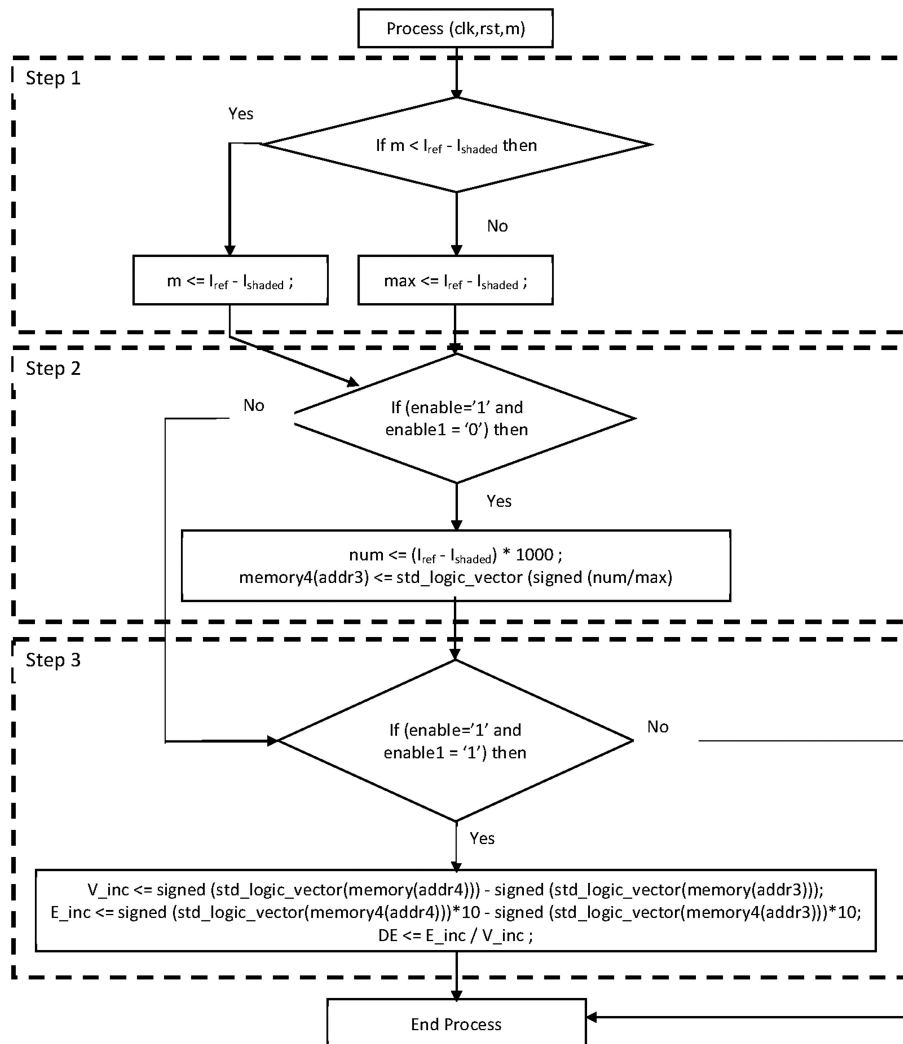 Process (clk,rst,m)
Step 1
Yes
If m < Iref - Ishaded then
No
m <= Iref - Ishaded ;
max <= Iref - Ishaded ;
Step 2
No
If (enable='1' and
enable1 = ‘0’) then
Yes
num <= (Iref - Ishaded) * 1000 ;
memory4(addr3) <= std_logic_vector (signed (num/max)
Step 3
If (enable=’1’ and
enable1 = ‘1’) then
No
Yes
V_inc <= signed (std_logic_vector(memory(addr4))) - signed (std_logic_vector(memory(addr3)));
E_inc <= signed (std_logic_vector(memory4(addr4)))*10 - signed (std_logic_vector(memory4(addr3)))*10;
DE <= E_inc / V_inc ;
End Process